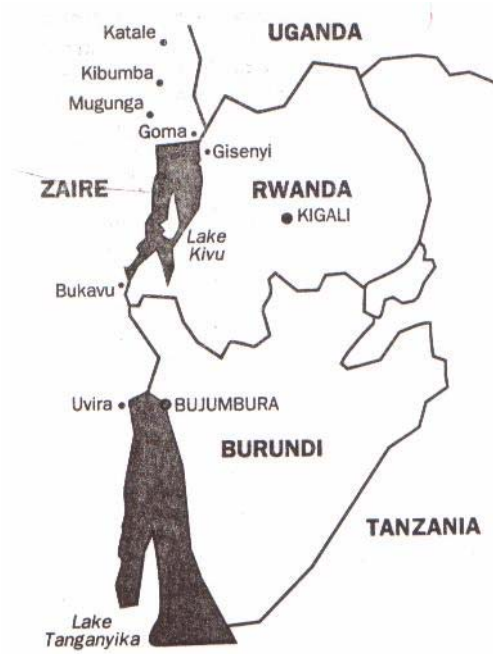 Katale
UGANDA
Kibumba
Mugunga
Goma
Gisenyi
ZAIRE
RWANDA
KIGALI
Lake
Kivu
Bukavu
Uvira
BUJUMBURA
BURUNDI
TANZANIA
Lake
Tanganyika